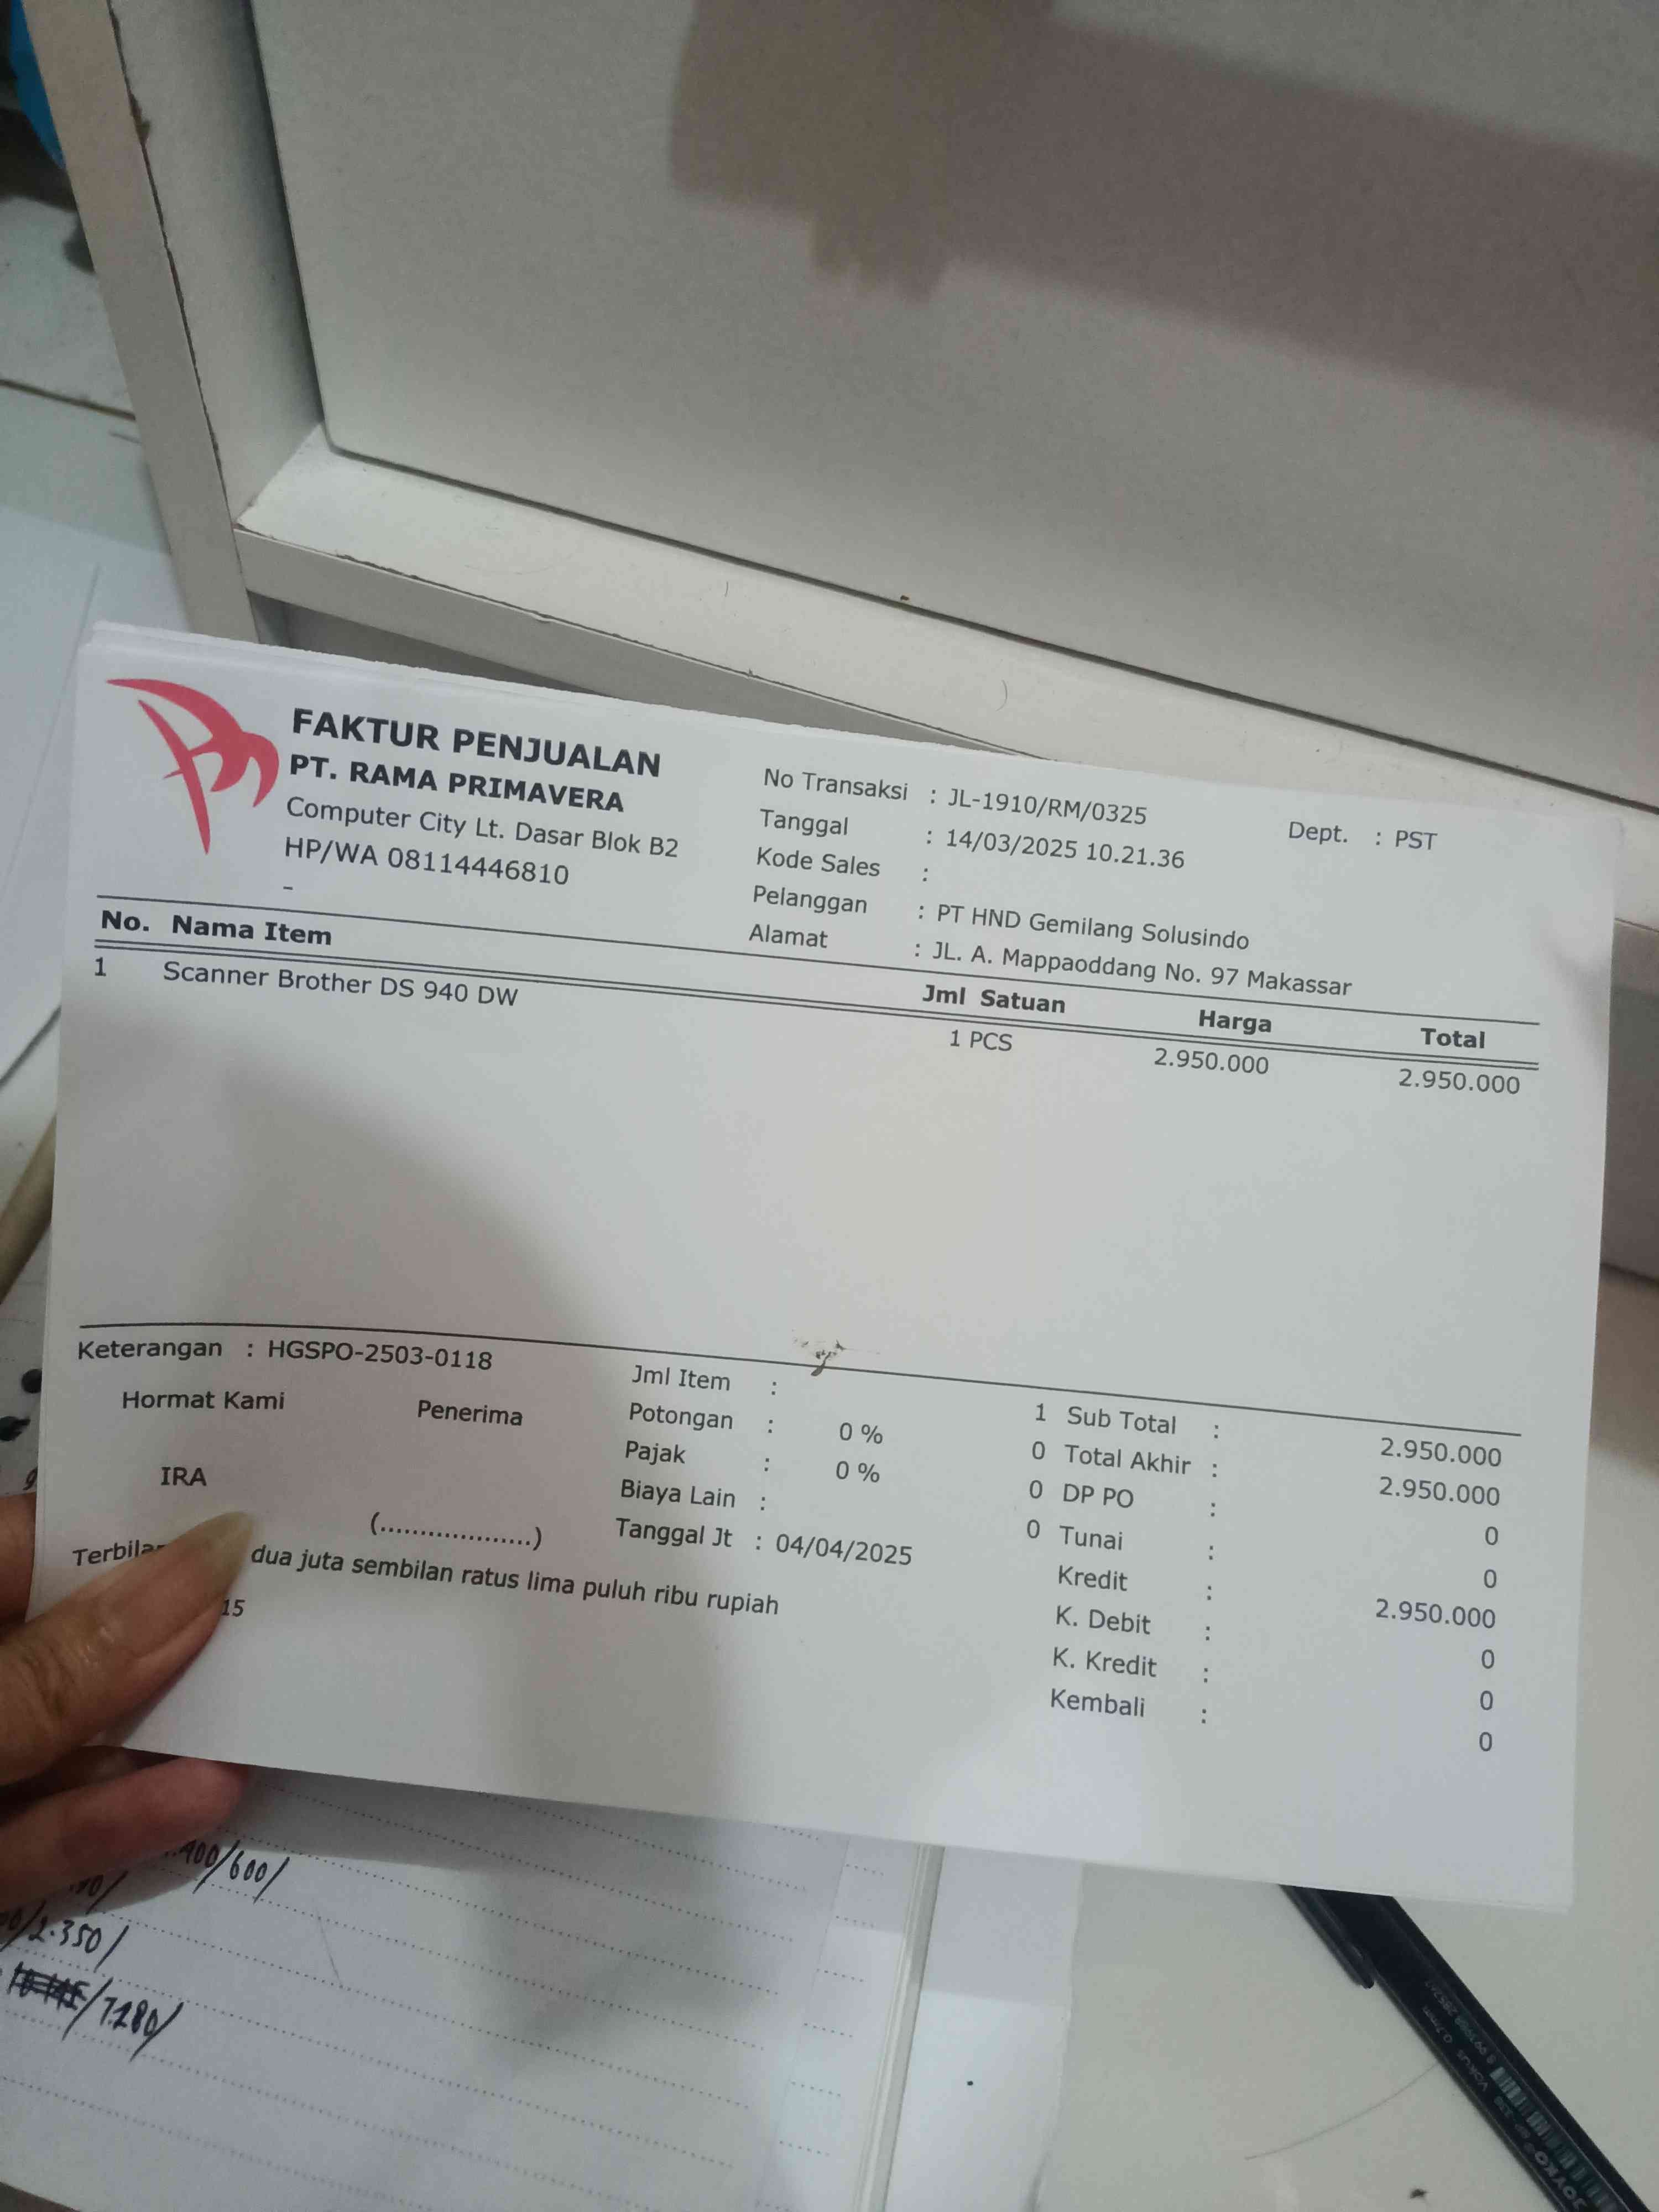 FAKTUR PENJUALAN
PT. RAMA PRIMAVERA
Computer City Lt. Dasar Blok B2
HP/WA 08114446810
-
No Transaksi : JL-1910/RM/0325
Dept. : PST
Tanggal : 14/03/2025 10.21.36
Kode Sales :
Pelanggan : PT HND Gemilang Solusindo
Alamat : JL. A. Mappaoddang No. 97 Makassar
No. Nama Item Jml Satuan Harga Total
1 Scanner Brother DS 940 DW 1 PCS 2.950.000 2.950.000
Keterangan : HGSPO-2503-0118
Hormat Kami Penerima
IRA
(...................)
Jml Item : 1
Potongan : 0 % 0
Pajak : 0 % 0
Biaya Lain : 0
Tanggal Jt : 04/04/2025
Sub Total : 2.950.000
Total Akhir : 2.950.000
DP PO : 0
Tunai : 0
Kredit : 2.950.000
K. Debit : 0
K. Kredit : 0
Kembali : 0
dua juta sembilan ratus lima puluh ribu rupiah
15
400/600/
2.350/
7.280/